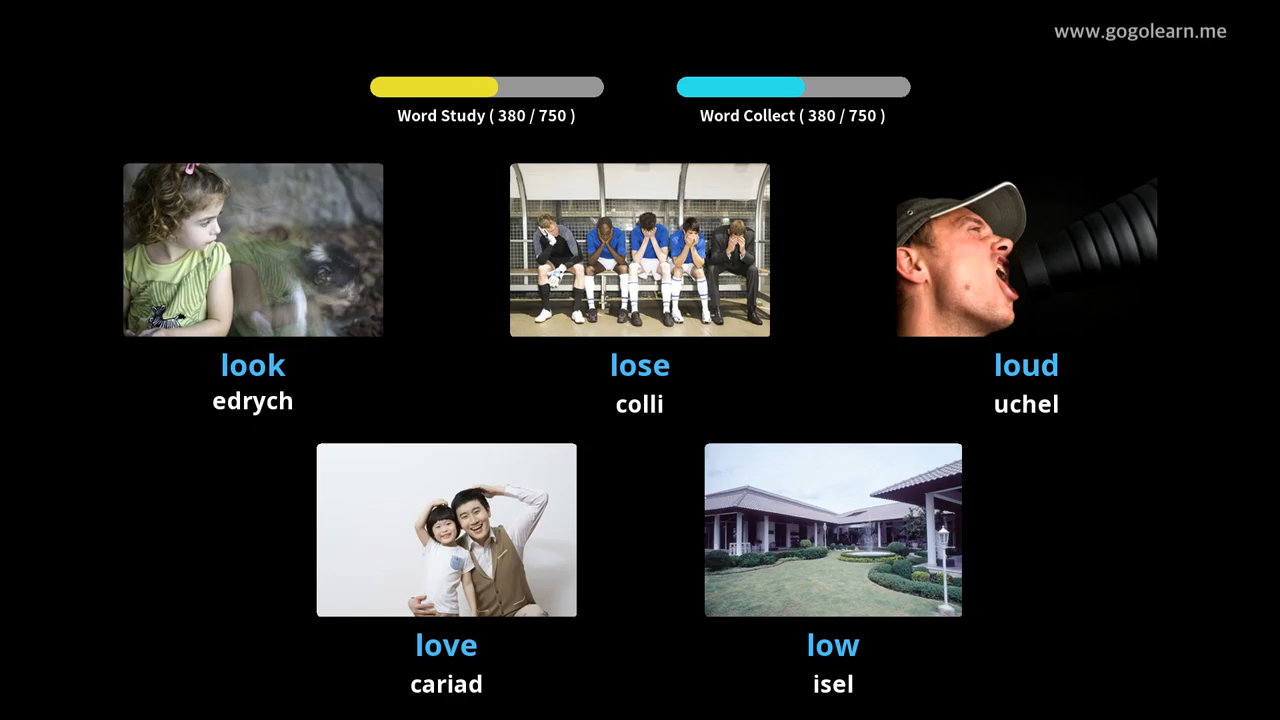 www.gogolearn.me
Word Study ( 380 / 750 )
Word Collect ( 380 / 750 )
look
edrych
lose
colli
loud
uchel
love
cariad
low
isel